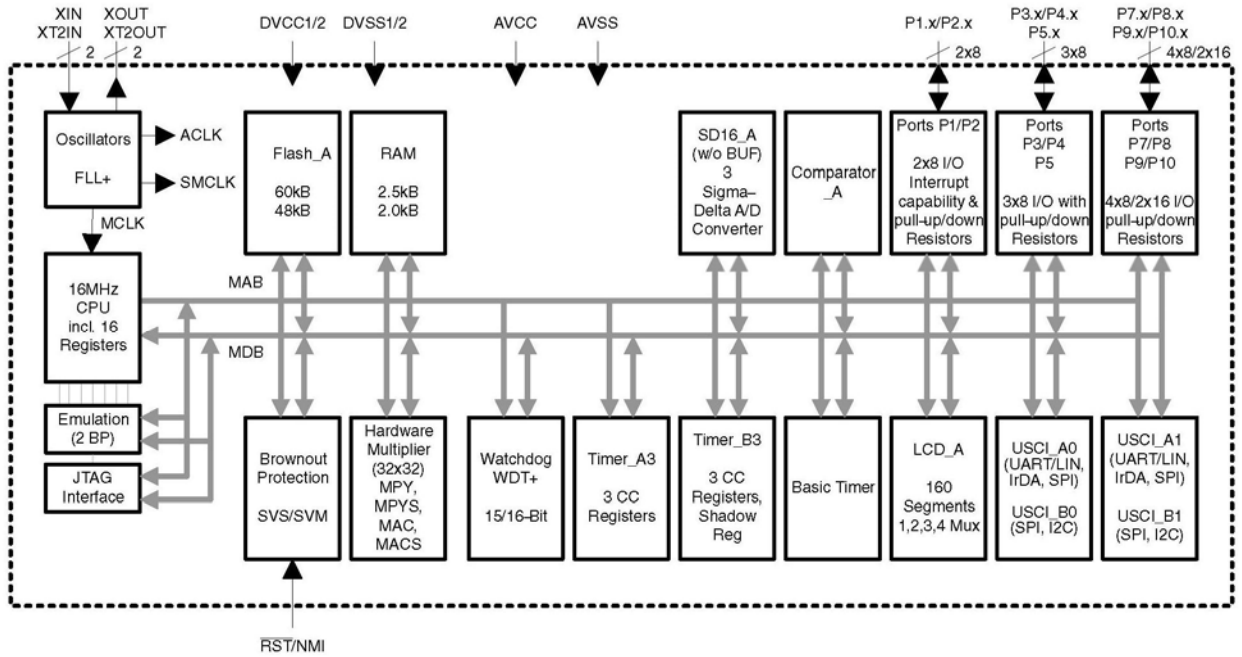 XIN
XT2IN
XOUT
XT2OUT
2
2
DVCC1/2
DVSS1/2
AVCC
AVSS
P1.x/P2.x
2x8
P3.x/P4.x
P5.x
3x8
P7.x/P8.x
P9.x/P10.x
4x8/2x16
Oscillators
FLL+
ACLK
SMCLK
MCLK
Flash_A
60kB
48kB
RAM
2.5kB
2.0kB
SD16_A
(w/o BUF)
3
Sigma–
Delta A/D
Converter
Comparator
_A
Ports P1/P2
2x8 I/O
Interrupt
capability &
pull-up/down
Resistors
Ports
P3/P4
P5
3x8 I/O with
pull-up/down
Resistors
Ports
P7/P8
P9/P10
4x8/2x16 I/O
pull-up/down
Resistors
16MHz
CPU
incl. 16
Registers
MAB
MDB
Emulation
(2 BP)
JTAG
Interface
Brownout
Protection
SVS/SVM
Hardware
Multiplier
(32x32)
MPY,
MPYS,
MAC,
MACS
Watchdog
WDT+
15/16–Bit
Timer_A3
3 CC
Registers
Timer_B3
3 CC
Registers,
Shadow
Reg
Basic Timer
LCD_A
160
Segments
1,2,3,4 Mux
USCI_A0
(UART/LIN,
IrDA, SPI)
USCI_B0
(SPI, I2C)
USCI_A1
(UART/LIN,
IrDA, SPI)
USCI_B1
(SPI, I2C)
RST/NMI